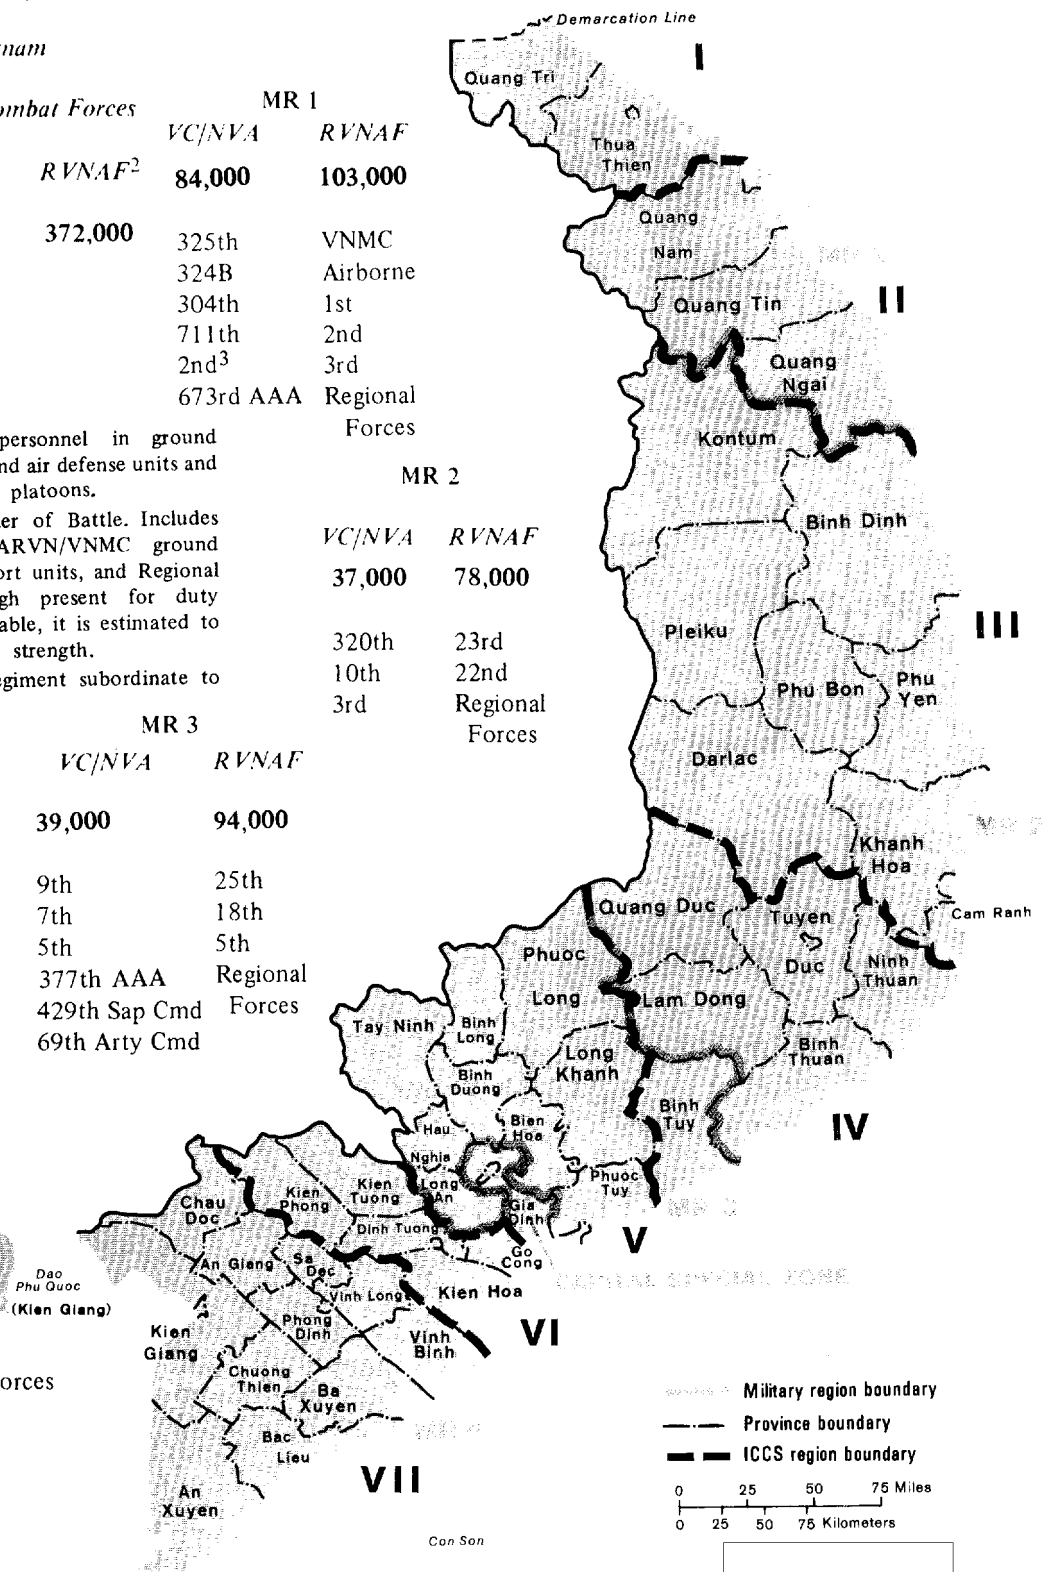 Demarcation Line
I
nam
ombat Forces
RVNAF2
372,000
MR 1
VC/NVA RVNAF
84,000 103,000
325th VNMC
324B Airborne
304th 1st
711th 2nd
2nd3 3rd
673rd AAA Regional
Forces
personnel in ground
nd air defense units and
platoons.
er of Battle. Includes
ARVN/VNMC ground
ort units, and Regional
gh present for duty
able, it is estimated to
strength.
egiment subordinate to
MR 2
VC/NVA RVNAF
37,000 78,000
320th 23rd
10th 22nd
3rd Regional
Forces
MR 3
VC/NVA RVNAF
39,000 94,000
9th 25th
7th 18th
5th 5th
377th AAA Regional
429th Sap Cmd Forces
69th Arty Cmd
orces
Quang Tri
Thua
Thien
Quang
Nam
Quang Tin
II
Quang
Ngai
Kontum
Binh Dinh
Pleiku
III
Phu Bon
Phu
Yen
Darlac
MR 2
Khanh
Hoa
Cam Ranh
Quang Duc
Tuyen
Duc
Ninh
Thuan
Phuoc
Long
Lam Dong
Binh
Thuan
Tay Ninh
Binh
Long
Long
Khanh
Binh
Duong
Binh
Tuy
IV
Hau
Nghia
Bien
Hoa
Phuoc
Tuy
Long
An
Gia
Dinh
MR 3
V
Chau
Doc
Kien
Phong
Kien
Tuong
Dinh Tuong
Go
Cong
CAPITAL SPECIAL ZONE
An Giang
Sa
Dec
Vinh Long
Kien Hoa
VI
Dao
Phu Quoc
(Kien Giang)
Kien
Giang
Phong
Dinh
Vinh
Binh
Chuong
Thien
Ba
Xuyen
MR 4
Bac
Lieu
VII
An
Xuyen
Con Son
Military region boundary
Province boundary
ICCS region boundary
0 25 50 75 Miles
0 25 50 75 Kilometers